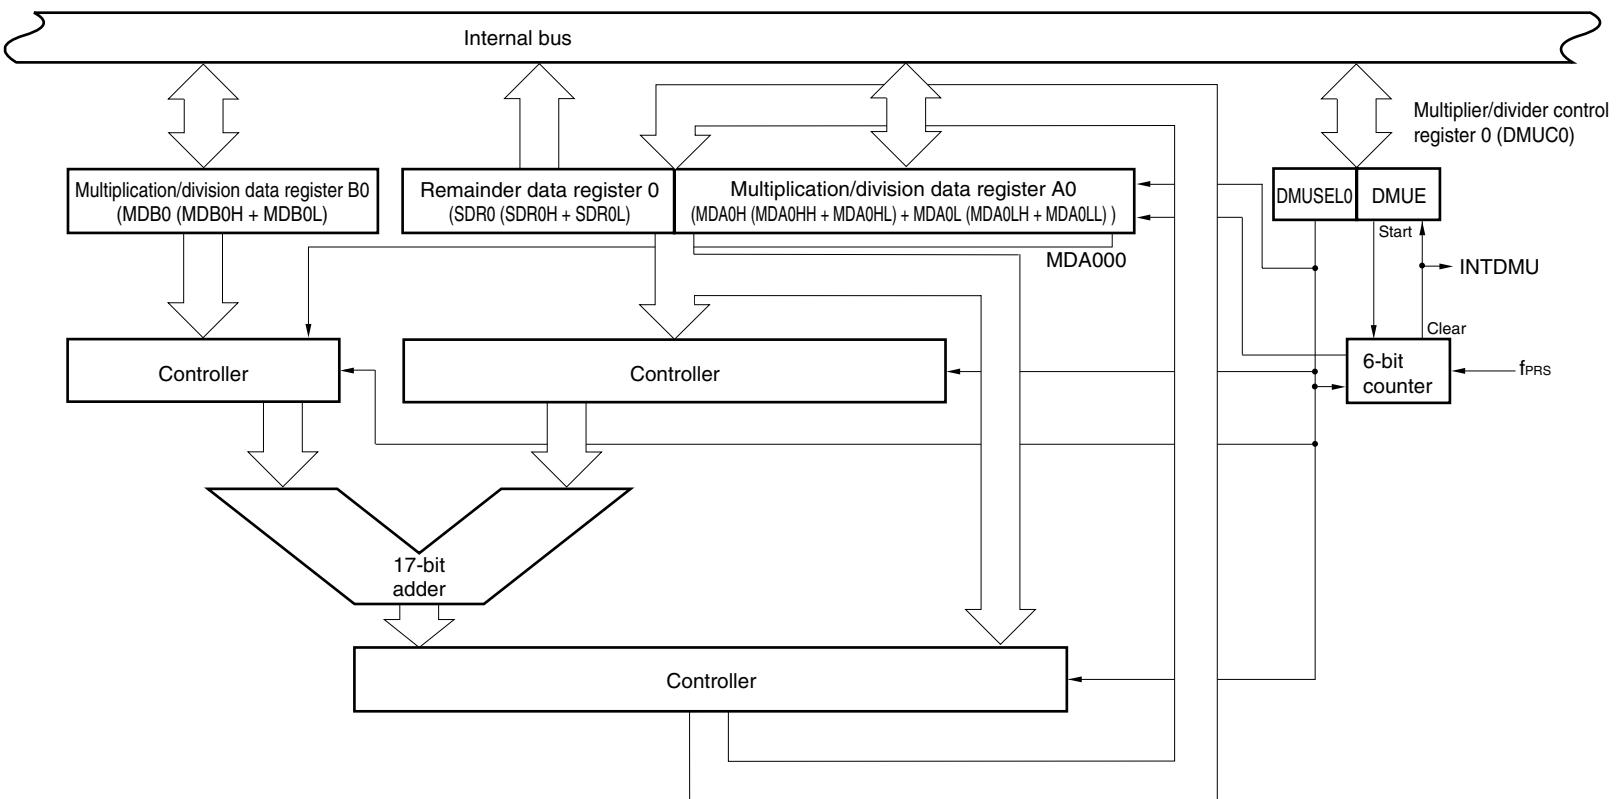 Internal bus
Multiplier/divider control
register 0 (DMUC0)
Multiplication/division data register B0
(MDB0 (MDB0H + MDB0L)
Remainder data register 0
(SDR0 (SDR0H + SDR0L)
Multiplication/division data register A0
(MDA0H (MDA0HH + MDA0HL) + MDA0L (MDA0LH + MDA0LL) )
DMUSEL0
DMUE
Start
MDA000
INTDMU
Clear
Controller
Controller
6-bit
counter
fPRS
17-bit
adder
Controller